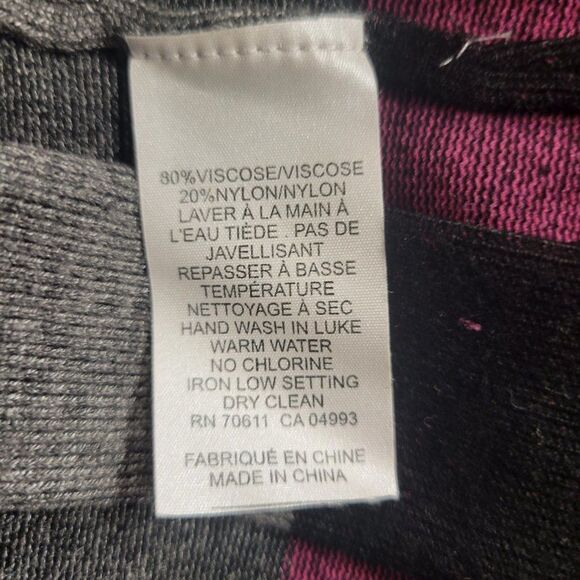 80%VISCOSE/VISCOSE
20%NYLON/NYLON
LAVER À LA MAIN À
L'EAU TIÈDE . PAS DE
JAVELLISANT
REPASSER À BASSE
TEMPÉRATURE
NETTOYAGE À SEC
HAND WASH IN LUKE
WARM WATER
NO CHLORINE
IRON LOW SETTING
DRY CLEAN
RN 70611 CA 04993
FABRIQUÉ EN CHINE
MADE IN CHINA